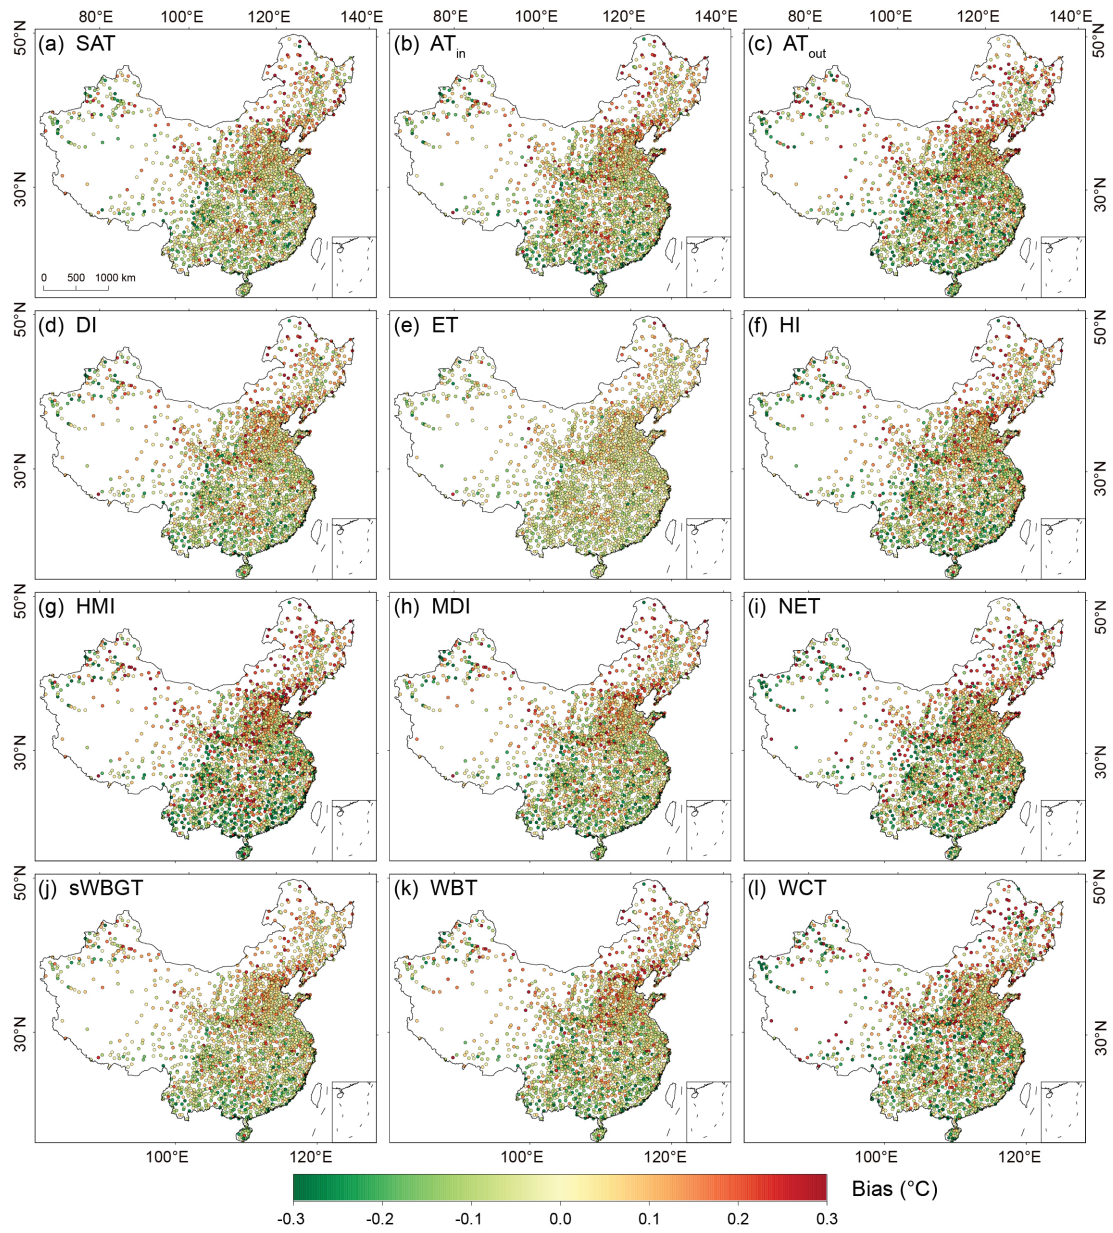 80°E 100°E 120°E 140°E 80°E 100°E 120°E 140°E 80°E 100°E 120°E 140°E
50°N (a) SAT (b) ATin (c) ATout 50°N
30°N 30°N
0 500 1000 km
50°N (d) DI (e) ET (f) HI 50°N
30°N 30°N
50°N (g) HMI (h) MDI (i) NET 50°N
30°N 30°N
50°N (j) sWBGT (k) WBT (l) WCT 50°N
30°N 30°N
100°E 120°E 100°E 120°E 100°E 120°E
Bias (°C)
-0.3 -0.2 -0.1 0.0 0.1 0.2 0.3